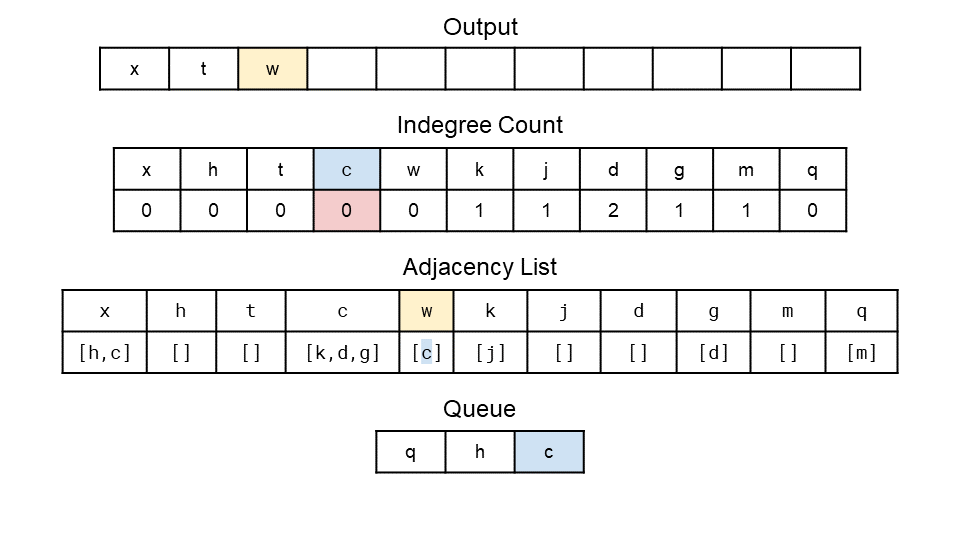 Output
x t w
Indegree Count
x h t c w k j d g m q
0 0 0 0 0 1 1 2 1 1 0
Adjacency List
x h t c w k j d g m q
[h,c] [] [] [k,d,g] [c] [j] [] [] [d] [] [m]
Queue
q h c